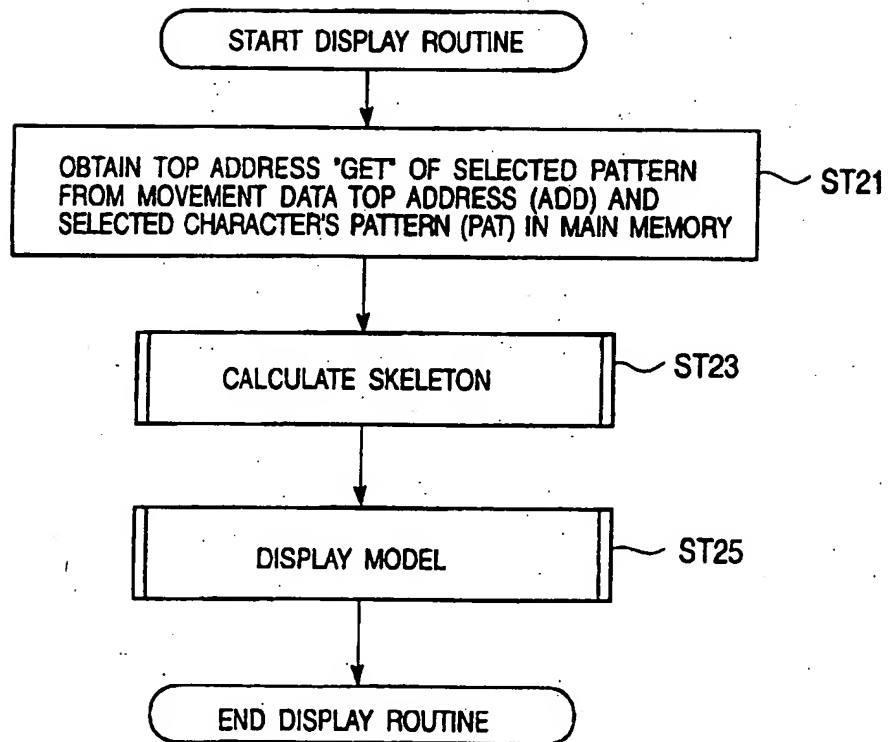 START DISPLAY ROUTINE
OBTAIN TOP ADDRESS "GET" OF SELECTED PATTERN
FROM MOVEMENT DATA TOP ADDRESS (ADD) AND
SELECTED CHARACTER'S PATTERN (PAT) IN MAIN MEMORY
ST21
CALCULATE SKELETON
ST23
DISPLAY MODEL
ST25
END DISPLAY ROUTINE